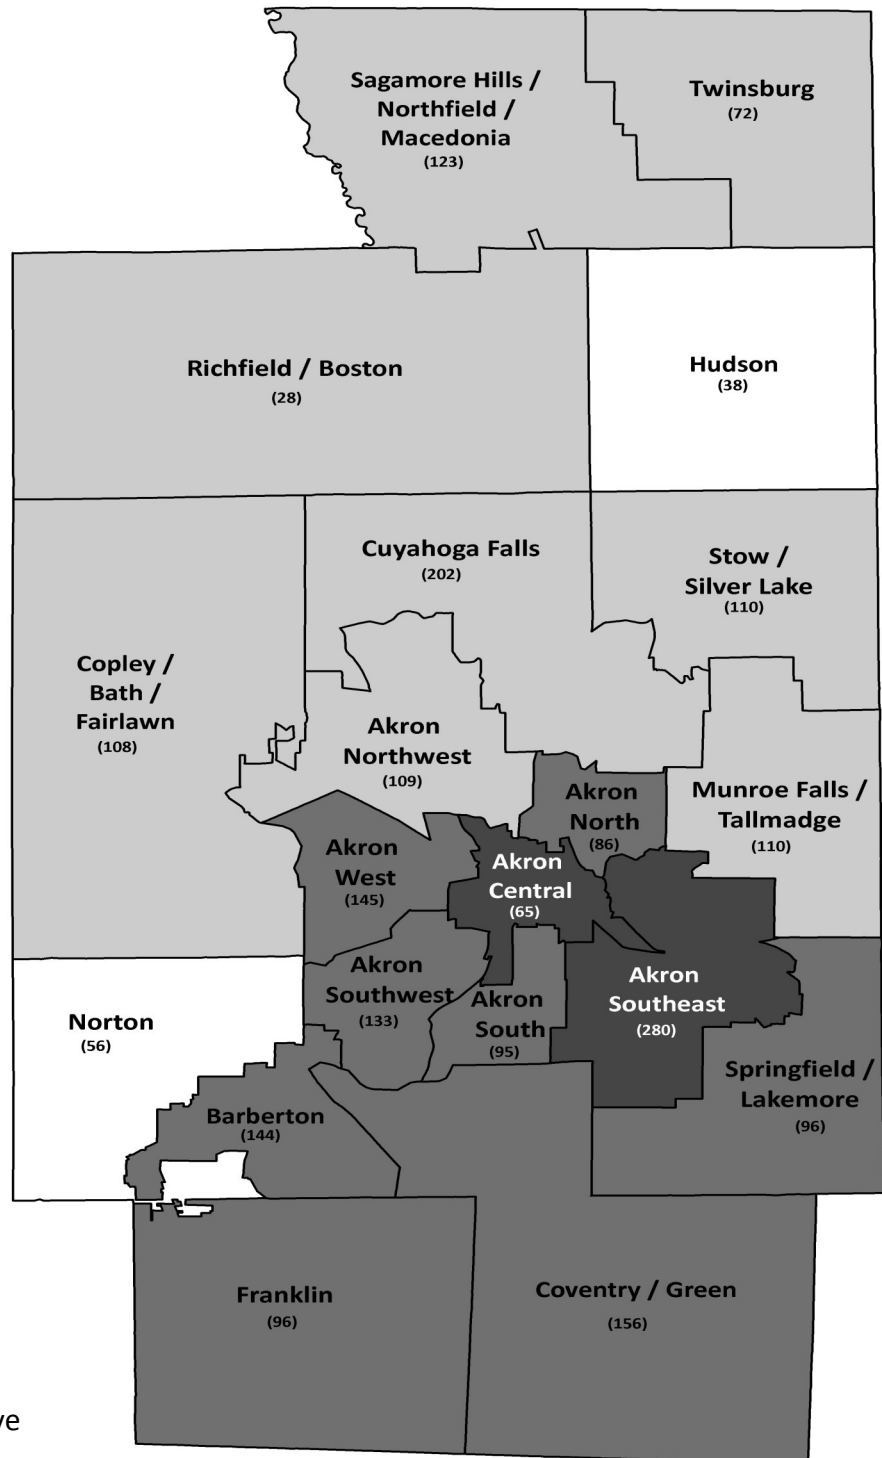 Sagamore Hills /
Northfield /
Macedonia
(123)
Twinsburg
(72)
Richfield / Boston
(28)
Hudson
(38)
Cuyahoga Falls
(202)
Stow /
Silver Lake
(110)
Copley /
Bath /
Fairlawn
(108)
Akron
Northwest
(109)
Akron
North
(86)
Munroe Falls /
Tallmadge
(110)
Akron
West
(145)
Akron
Central
(65)
Akron
Southwest
(133)
Akron
South
(95)
Akron
Southeast
(280)
Norton
(56)
Springfield /
Lakemore
(96)
Barberton
(144)
Franklin
(96)
Coventry / Green
(156)
ve